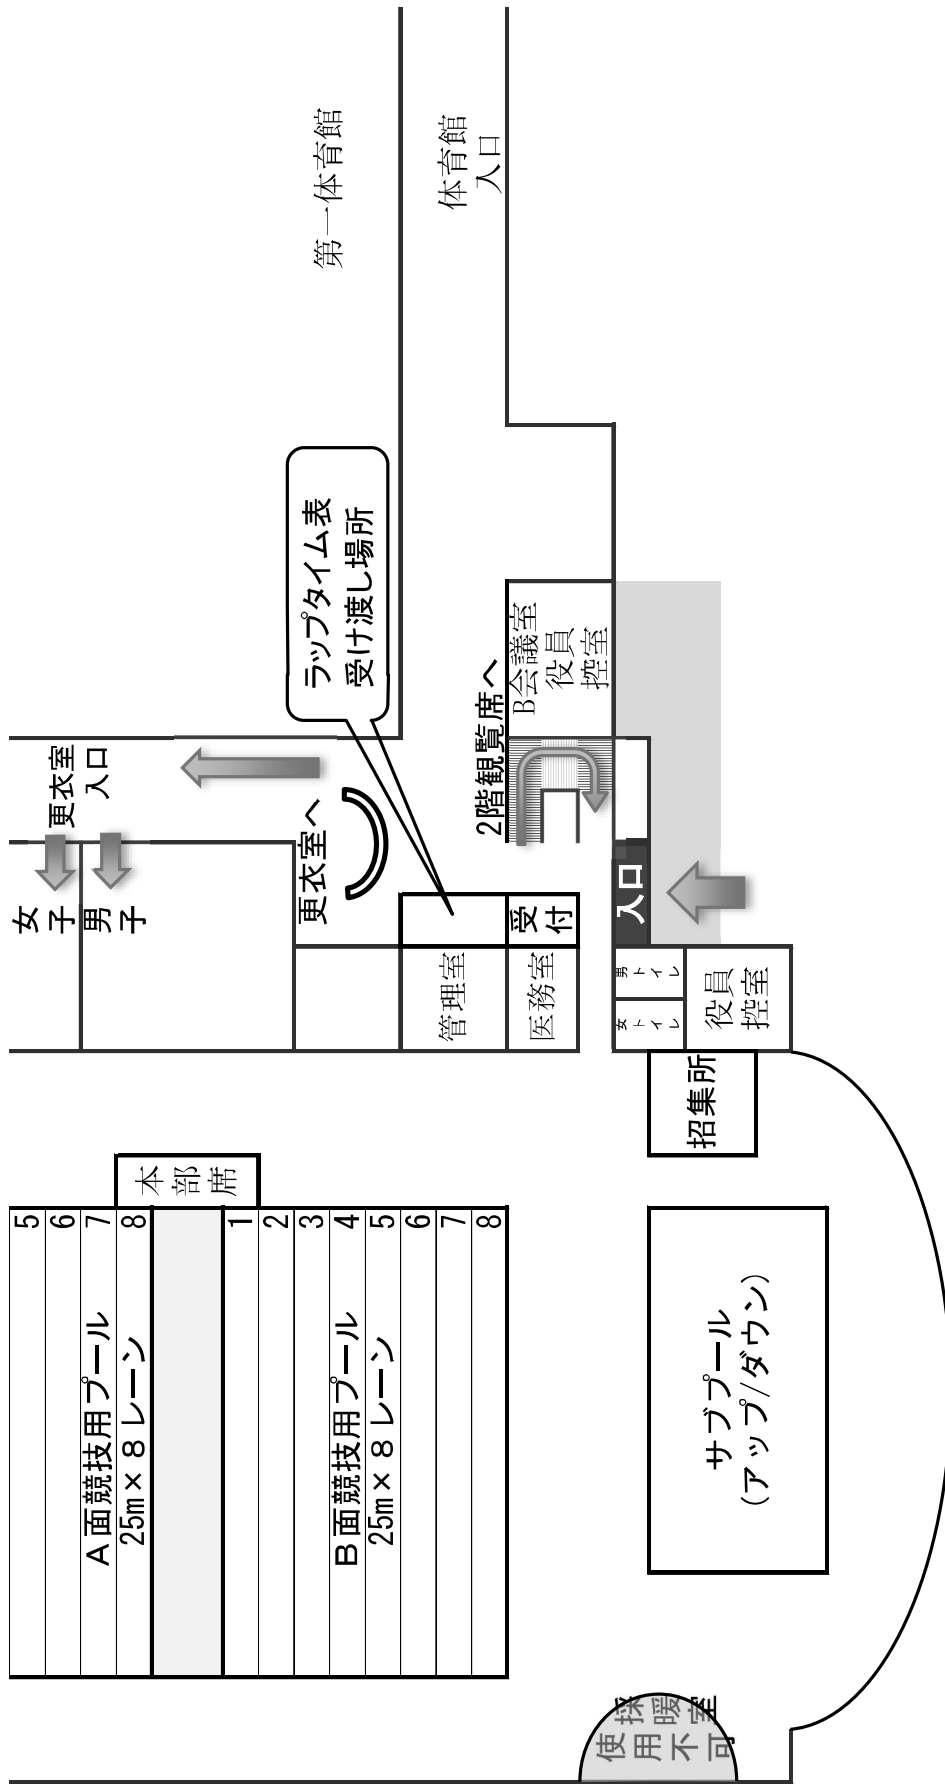 第一体育館
体育館
入口
ラップタイム表
受け渡し場所
更衣室
入口
女子
男子
更衣室へ
2階観覧席へ
B会議室
役員
控室
入口
受付
管理室
医務室
男トイレ
女トイレ
役員
控室
招集所
本部席
5
6
7
8
1
2
3
4
5
6
7
8
A面競技用プール
25m×8レーン
B面競技用プール
25m×8レーン
サブプール
(アップ/ダウン)
採暖室
使用不可